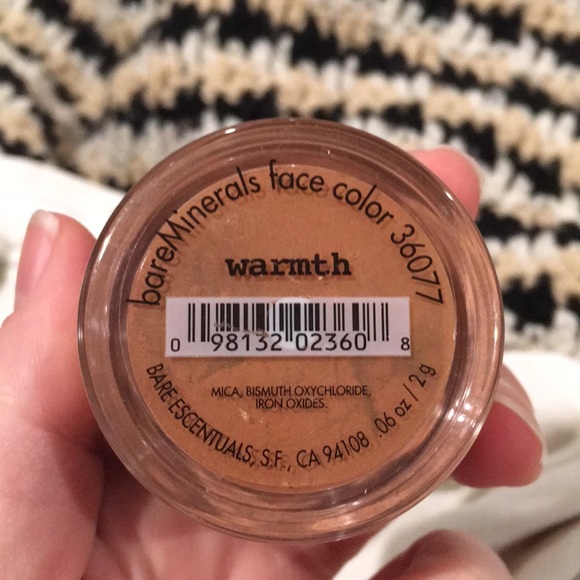 bareMinerals face color 36077
warmth
0 98132 02360 8
MICA, BISMUTH OXYCHLORIDE,
IRON OXIDES.
BARE ESCENTUALS, S.F., CA 94108 .06 oz / 2 g